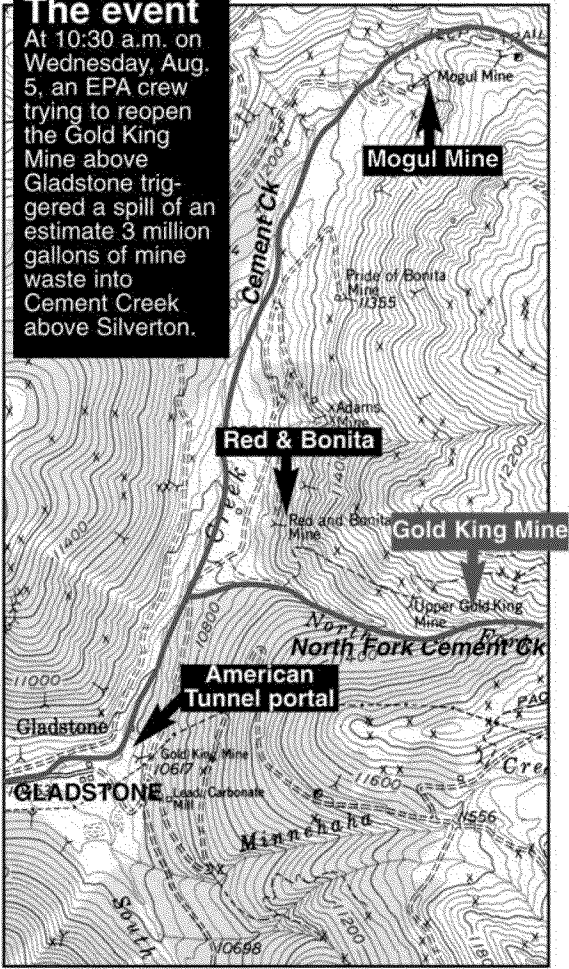 The event
At 10:30 a.m. on
Wednesday, Aug.
5, an EPA crew
trying to reopen
the Gold King
Mine above
Gladstone trig-
gered a spill of an
estimate 3 million
gallons of mine
waste into
Cement Creek
above Silverton.
Mogul Mine
Mogul Mine
Cement Ck
Pride of Bonita
Mine
11355
Adams
Mine
Red & Bonita
12200
Creek
11400
Red and Bonita
Mine
Gold King Mine
Upper Gold King
Mine
10800
North Fork
North Fork Cement Ck
11000
American
Tunnel portal
Gladstone
Gold King Mine
10617
GLADSTONE
Lead Carbonate
Mill
11600
Minnehaha
11556
South
11200
10698